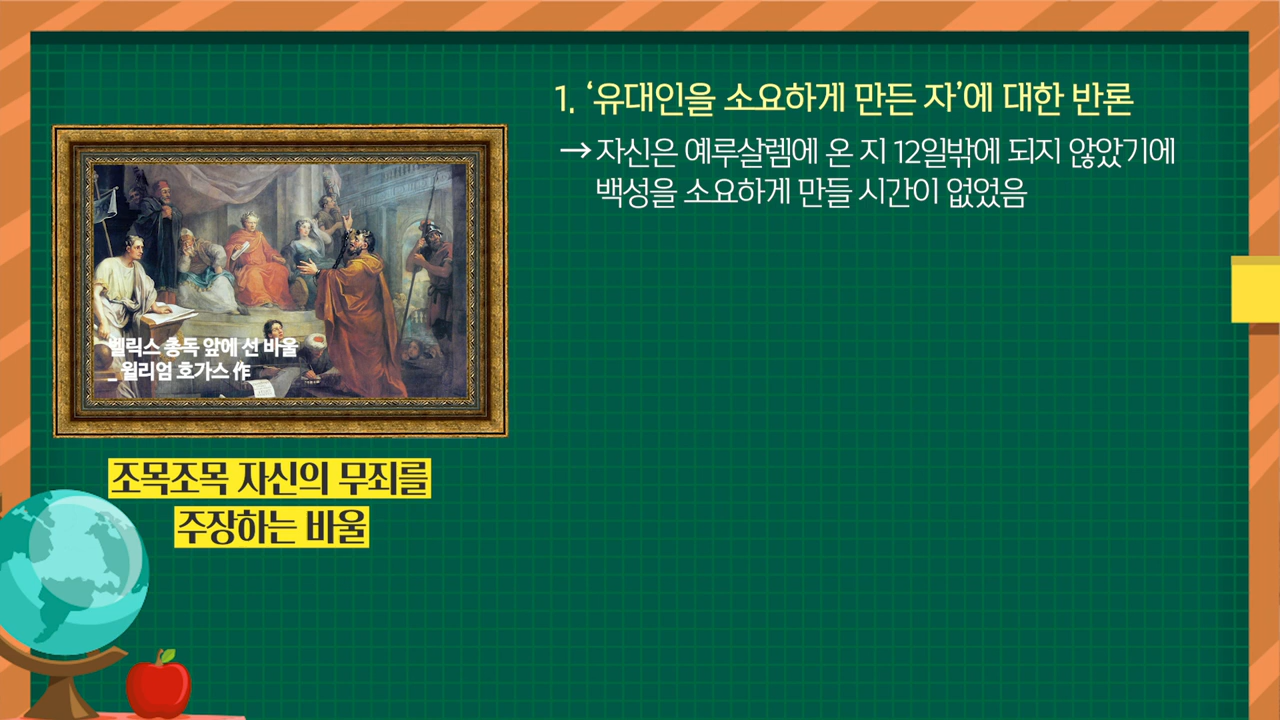 1. ‘유대인을 소요하게 만든 자’에 대한 반론
→ 자신은 예루살렘에 온 지 12일밖에 되지 않았기에
백성을 소요하게 만들 시간이 없었음
벨릭스 총독 앞에 선 바울
_ 윌리엄 호가스 作
조목조목 자신의 무죄를
주장하는 바울